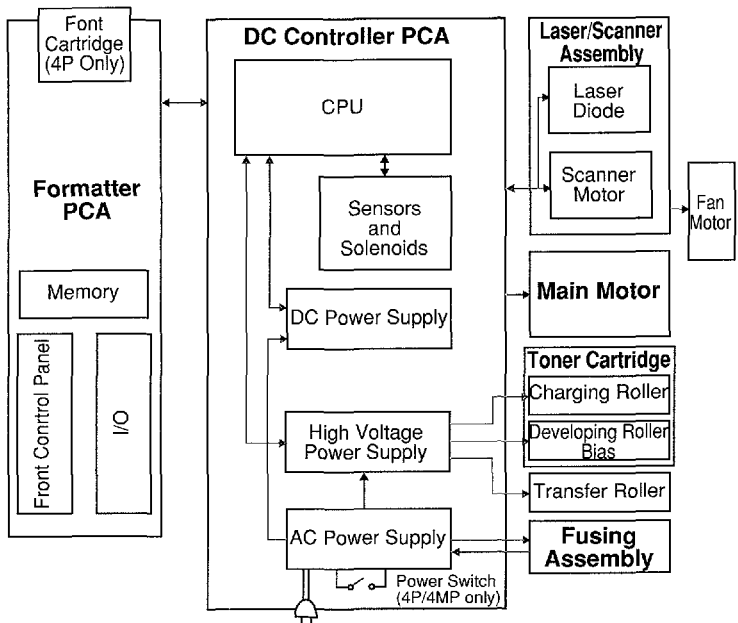 Font
Cartridge
(4P Only)
Formatter
PCA
Memory
Front Conrtrol Panel
I/O
DC Controller PCA
CPU
Sensors
and
Solenoids
DC Power Supply
High Voltage
Power Supply
AC Power Supply
Power Switch
(4P/4MP only)
Laser/Scanner
Assembly
Laser
Diode
Scanner
Motor
Fan
Motor
Main Motor
Toner Cartridge
Charging Roller
Developing Roller
Bias
Transfer Roller
Fusing
Assembly